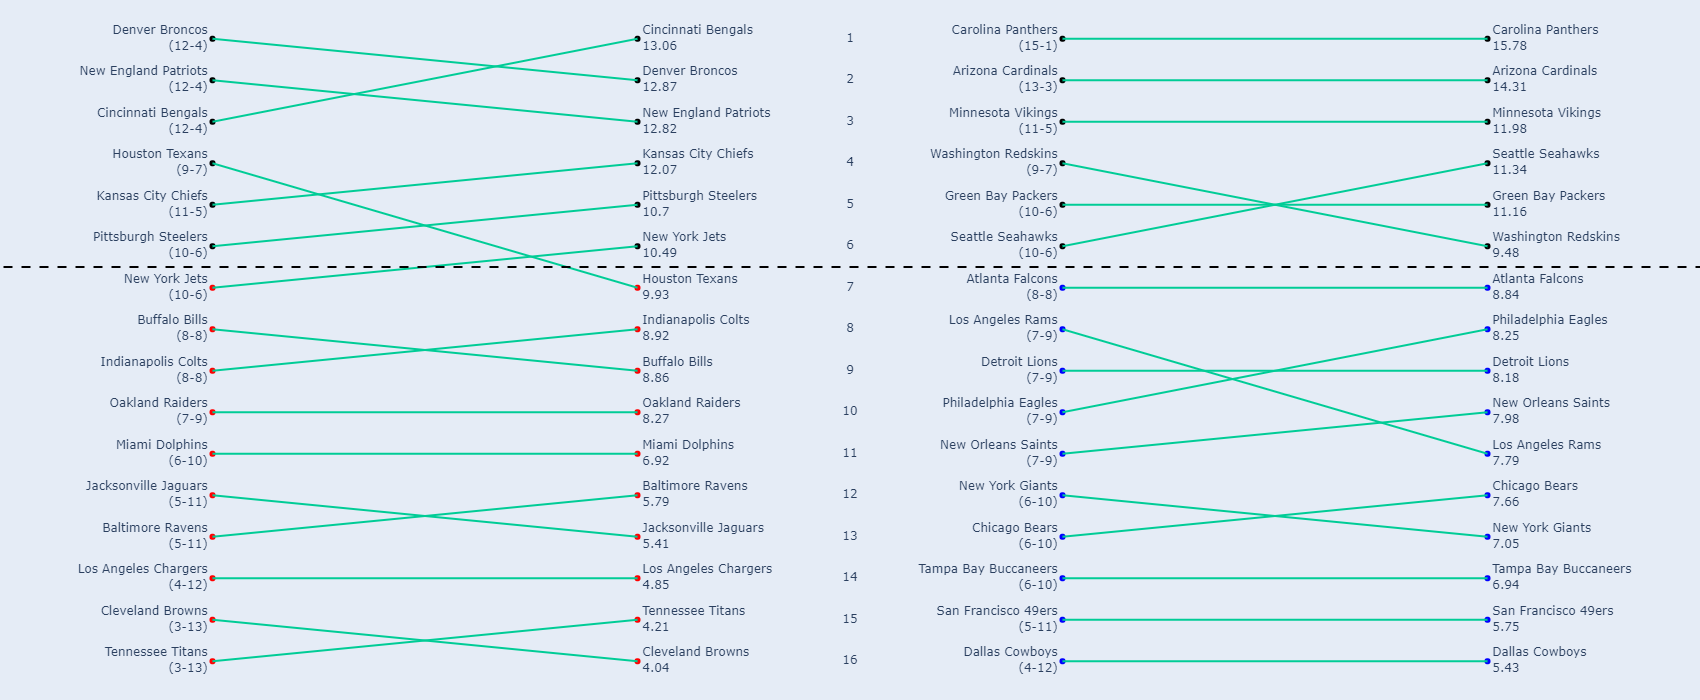 Denver Broncos
(12-4)
New England Patriots
(12-4)
Cincinnati Bengals
(12-4)
Houston Texans
(9-7)
Kansas City Chiefs
(11-5)
Pittsburgh Steelers
(10-6)
New York Jets
(10-6)
Buffalo Bills
(8-8)
Indianapolis Colts
(8-8)
Oakland Raiders
(7-9)
Miami Dolphins
(6-10)
Jacksonville Jaguars
(5-11)
Baltimore Ravens
(5-11)
Los Angeles Chargers
(4-12)
Cleveland Browns
(3-13)
Tennessee Titans
(3-13)
Cincinnati Bengals
13.06
Denver Broncos
12.87
New England Patriots
12.82
Kansas City Chiefs
12.07
Pittsburgh Steelers
10.7
New York Jets
10.49
Houston Texans
9.93
Indianapolis Colts
8.92
Buffalo Bills
8.86
Oakland Raiders
8.27
Miami Dolphins
6.92
Baltimore Ravens
5.79
Jacksonville Jaguars
5.41
Los Angeles Chargers
4.85
Tennessee Titans
4.21
Cleveland Browns
4.04
1
2
3
4
5
6
7
8
9
10
11
12
13
14
15
16
Carolina Panthers
(15-1)
Arizona Cardinals
(13-3)
Minnesota Vikings
(11-5)
Washington Redskins
(9-7)
Green Bay Packers
(10-6)
Seattle Seahawks
(10-6)
Atlanta Falcons
(8-8)
Los Angeles Rams
(7-9)
Detroit Lions
(7-9)
Philadelphia Eagles
(7-9)
New Orleans Saints
(7-9)
New York Giants
(6-10)
Chicago Bears
(6-10)
Tampa Bay Buccaneers
(6-10)
San Francisco 49ers
(5-11)
Dallas Cowboys
(4-12)
Carolina Panthers
15.78
Arizona Cardinals
14.31
Minnesota Vikings
11.98
Seattle Seahawks
11.34
Green Bay Packers
11.16
Washington Redskins
9.48
Atlanta Falcons
8.84
Philadelphia Eagles
8.25
Detroit Lions
8.18
New Orleans Saints
7.98
Los Angeles Rams
7.79
Chicago Bears
7.66
New York Giants
7.05
Tampa Bay Buccaneers
6.94
San Francisco 49ers
5.75
Dallas Cowboys
5.43